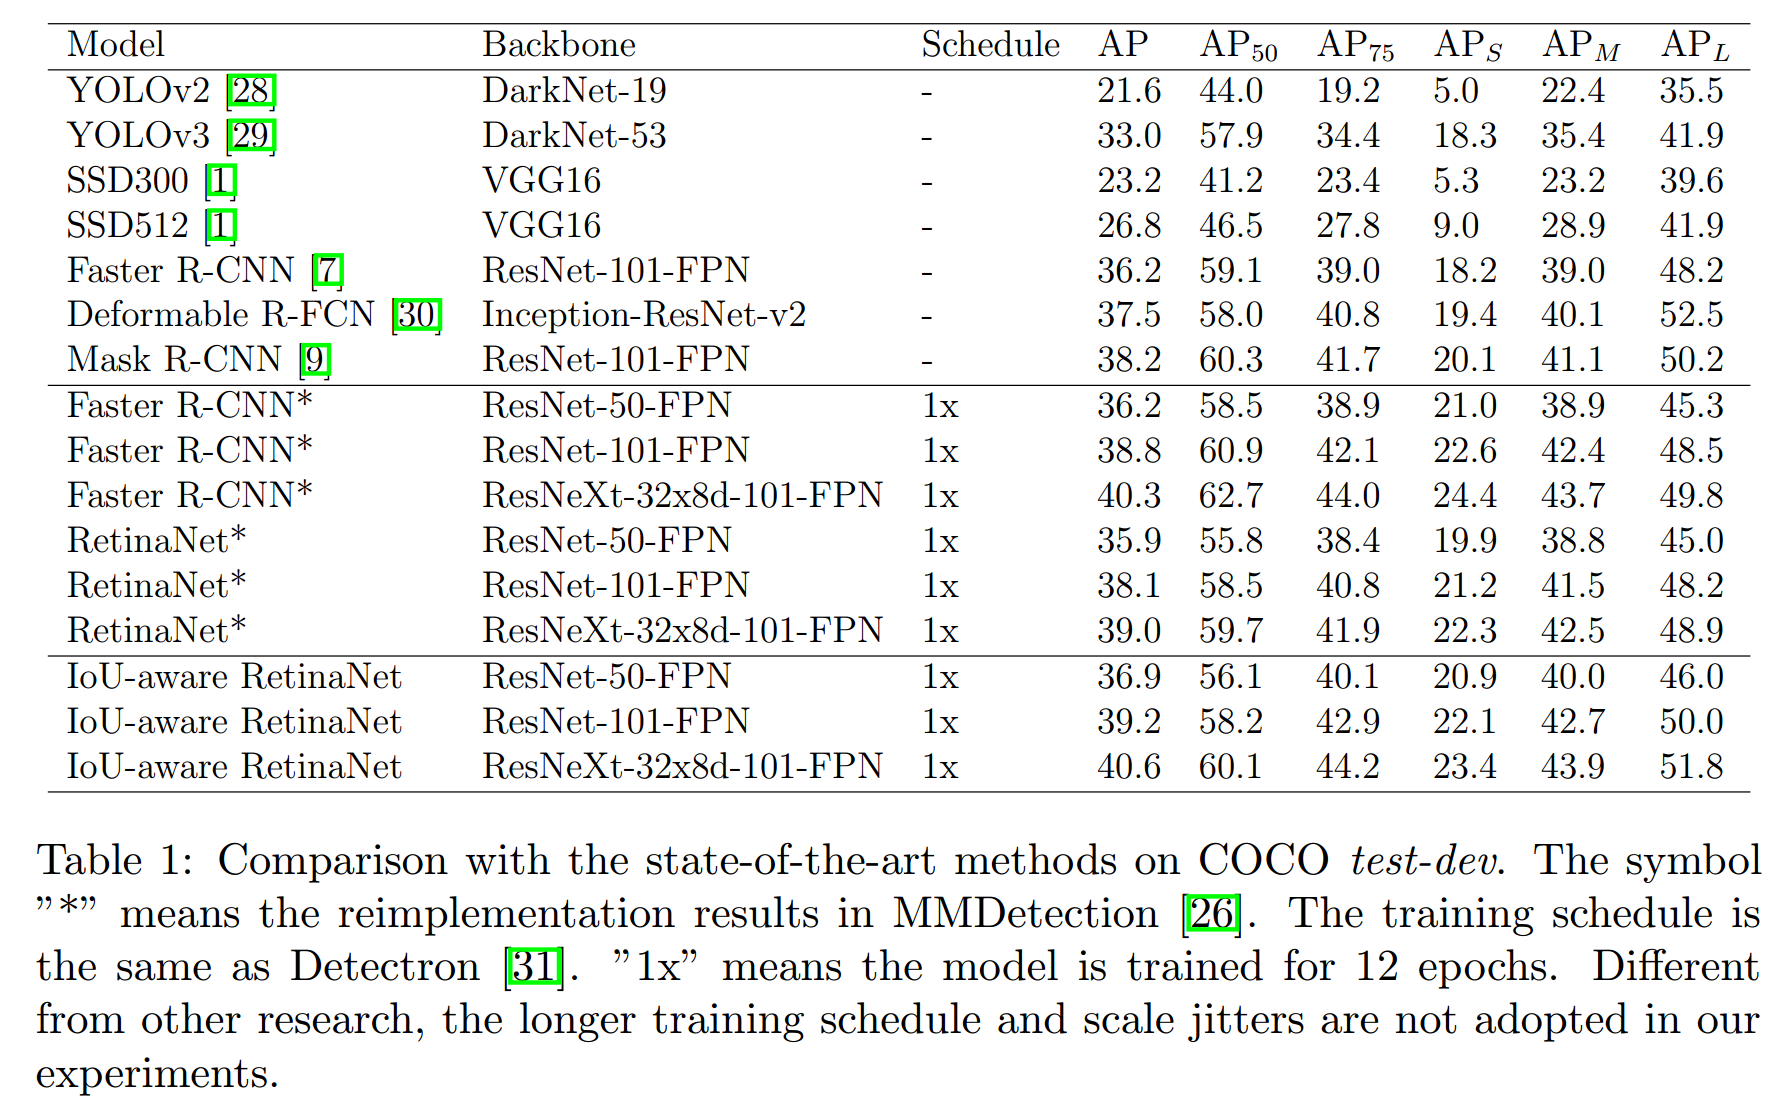 Model Backbone Schedule AP AP50 AP75 APS APM APL
YOLOv2 [28] DarkNet-19 - 21.6 44.0 19.2 5.0 22.4 35.5
YOLOv3 [29] DarkNet-53 - 33.0 57.9 34.4 18.3 35.4 41.9
SSD300 [1] VGG16 - 23.2 41.2 23.4 5.3 23.2 39.6
SSD512 [1] VGG16 - 26.8 46.5 27.8 9.0 28.9 41.9
Faster R-CNN [7] ResNet-101-FPN - 36.2 59.1 39.0 18.2 39.0 48.2
Deformable R-FCN [30] Inception-ResNet-v2 - 37.5 58.0 40.8 19.4 40.1 52.5
Mask R-CNN [9] ResNet-101-FPN - 38.2 60.3 41.7 20.1 41.1 50.2
Faster R-CNN* ResNet-50-FPN 1x 36.2 58.5 38.9 21.0 38.9 45.3
Faster R-CNN* ResNet-101-FPN 1x 38.8 60.9 42.1 22.6 42.4 48.5
Faster R-CNN* ResNeXt-32x8d-101-FPN 1x 40.3 62.7 44.0 24.4 43.7 49.8
RetinaNet* ResNet-50-FPN 1x 35.9 55.8 38.4 19.9 38.8 45.0
RetinaNet* ResNet-101-FPN 1x 38.1 58.5 40.8 21.2 41.5 48.2
RetinaNet* ResNeXt-32x8d-101-FPN 1x 39.0 59.7 41.9 22.3 42.5 48.9
IoU-aware RetinaNet ResNet-50-FPN 1x 36.9 56.1 40.1 20.9 40.0 46.0
IoU-aware RetinaNet ResNet-101-FPN 1x 39.2 58.2 42.9 22.1 42.7 50.0
IoU-aware RetinaNet ResNeXt-32x8d-101-FPN 1x 40.6 60.1 44.2 23.4 43.9 51.8
Table 1: Comparison with the state-of-the-art methods on COCO test-dev. The symbol
”*” means the reimplementation results in MMDetection [26]. The training schedule is
the same as Detectron [31]. ”1x” means the model is trained for 12 epochs. Different
from other research, the longer training schedule and scale jitters are not adopted in our
experiments.